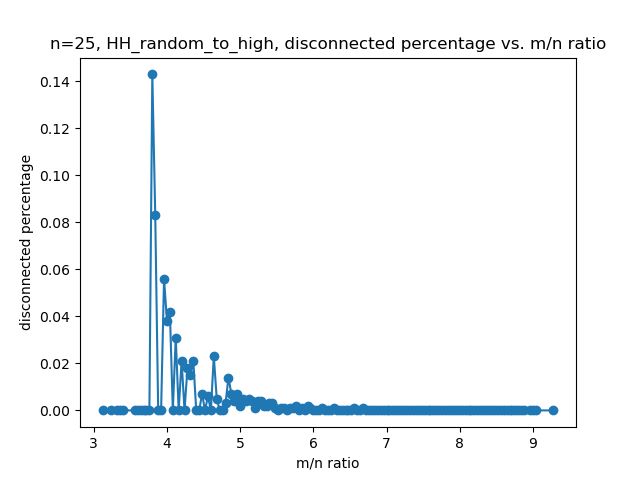 n=25, HH_random_to_high, disconnected percentage vs. m/n ratio
disconnected percentage
0.14
0.12
0.10
0.08
0.06
0.04
0.02
0.00
3 4 5 6 7 8 9
m/n ratio